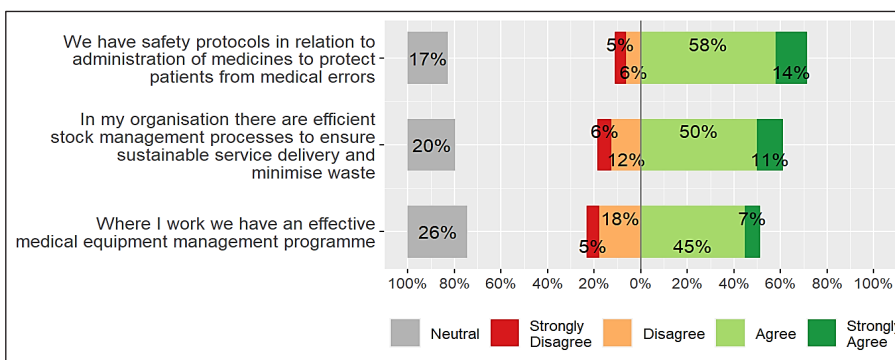 We have safety protocols in relation to
administration of medicines to protect
patients from medical errors
17%
5%
6%
58%
14%
In my organisation there are efficient
stock management processes to ensure
sustainable service delivery and
minimise waste
20%
6%
12%
50%
11%
Where I work we have an effective
medical equipment management programme
26%
5%
18%
45%
7%
100% 80% 60% 40% 20% 0% 20% 40% 60% 80% 100%
Neutral
Strongly
Disagree
Disagree
Agree
Strongly
Agree